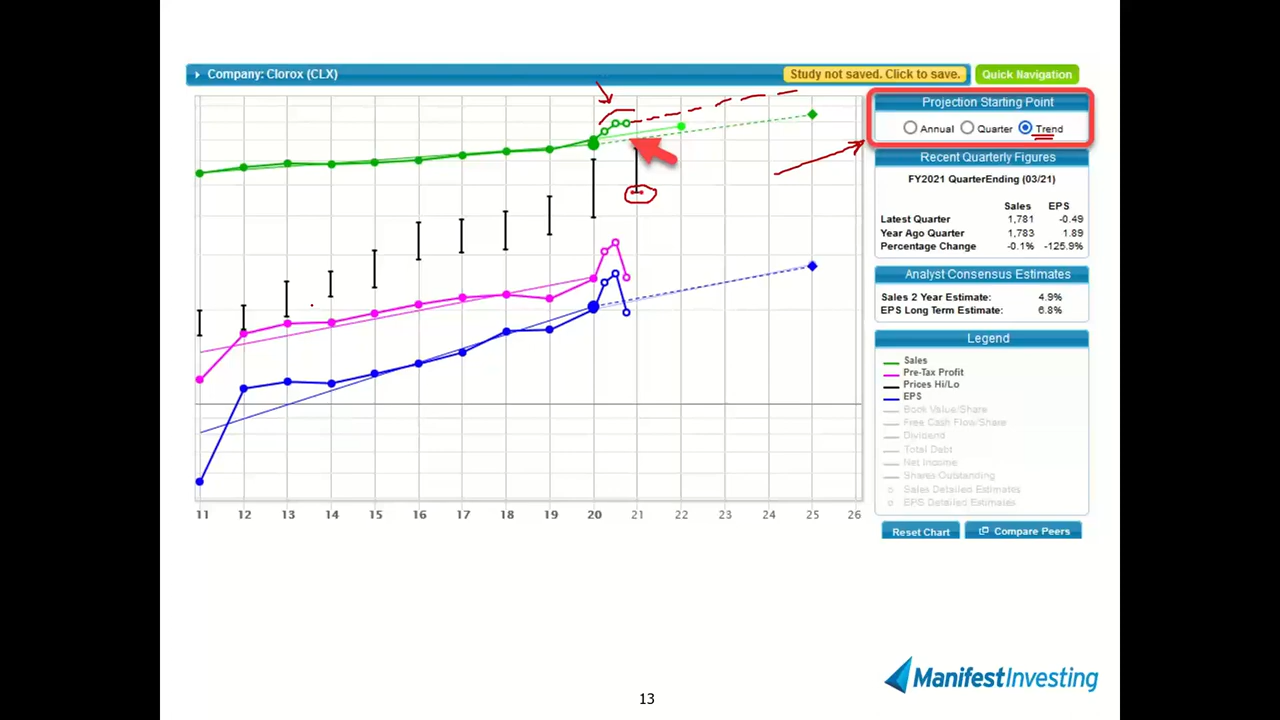 Company: Clorox (CLX)
Study not saved. Click to save.
Quick Navigation
Projection Starting Point
Annual Quarter Trend
Recent Quarterly Figures
FY2021 QuarterEnding (03/21)
Sales EPS
Latest Quarter 1,781 -0.49
Year Ago Quarter 1,783 1.89
Percentage Change -0.1% -125.9%
Analyst Consensus Estimates
Sales 2 Year Estimate: 4.9%
EPS Long Term Estimate: 6.8%
Legend
Sales
Pre-Tax Profit
Prices Hi/Lo
EPS
Book Value/Share
Free Cash Flow/Share
Dividend
Total Debt
Net Income
Shares Outstanding
Sales Detailed Estimates
EPS Detailed Estimates
11 12 13 14 15 16 17 18 19 20 21 22 23 24 25 26
Reset Chart
Compare Peers
ManifestInvesting
13